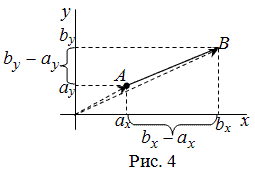 y
b_y
B
b_y – a_y
A
a_y
a_x
b_x
x
b_x – a_x
Рис. 4